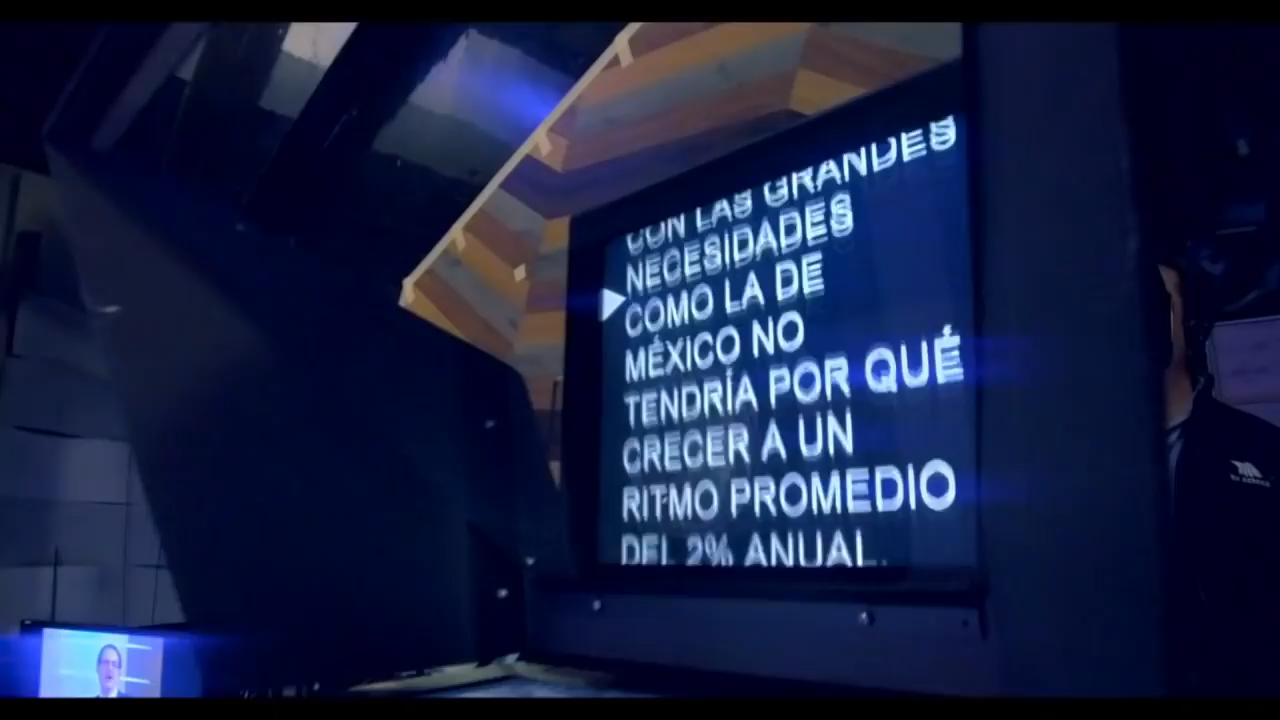 CON LAS GRANDES
NECESIDADES
COMO LA DE
MÉXICO NO
TENDRÍA POR QUÉ
CRECER A UN
RITMO PROMEDIO
DEL 2% ANUAL.